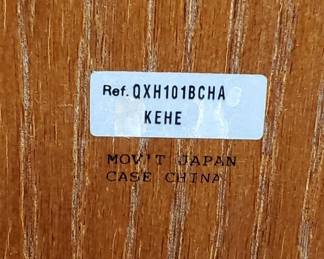 Ref. QXH101BCHA
KEHE
MOV'T JAPAN
CASE CHINA